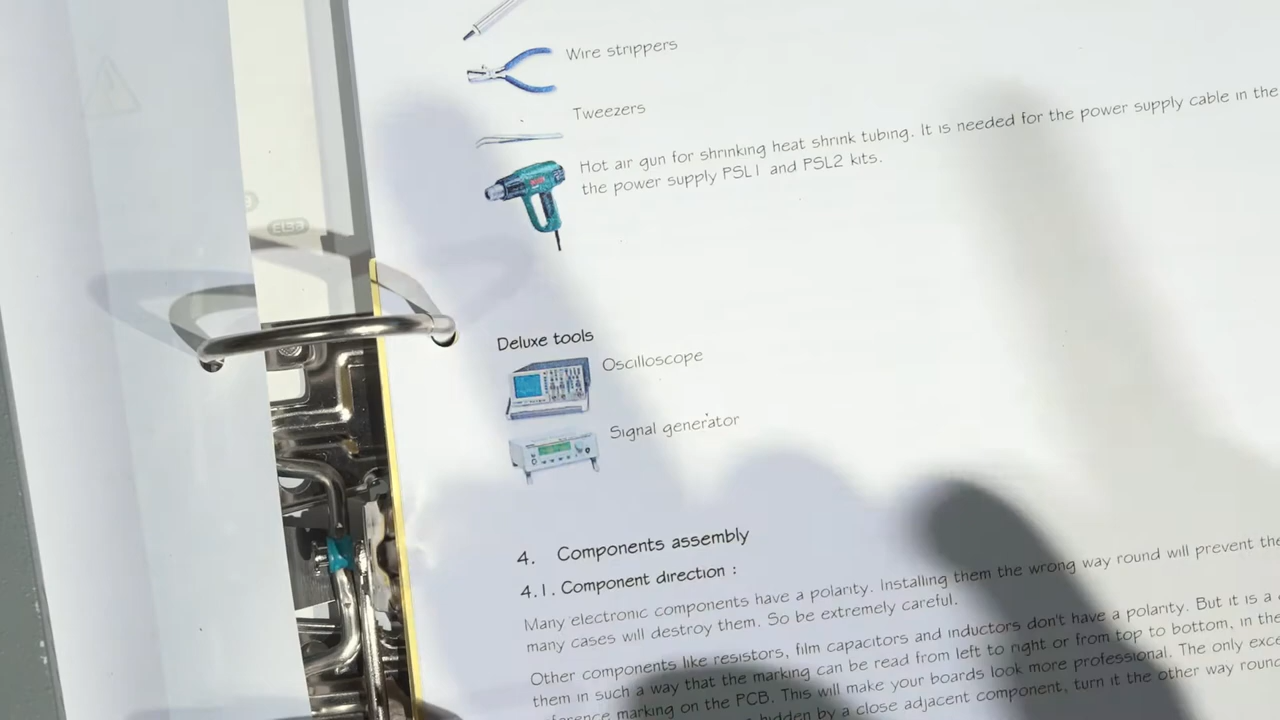 Wire strippers
Tweezers
Hot air gun for shrinking heat shrink tubing. It is needed for the power supply cable in the
the power supply PSL1 and PSL2 kits.
ELBA
Deluxe tools
Oscilloscope
Signal generator
4. Components assembly
4.1. Component direction :
Many electronic components have a polarity. Installing them the wrong way round will prevent the
many cases will destroy them. So be extremely careful.
Other components like resistors, film capacitors and inductors don't have a polarity. But it is a
them in such a way that the marking can be read from left to right or from top to bottom, in the
marking on the PCB. This will make your boards look more professional. The only
hidden by a close adjacent component, turn it the other way